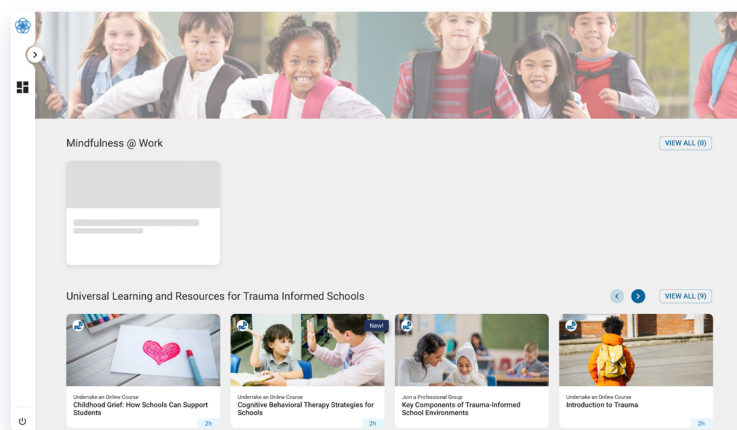 Mindfulness @ Work
VIEW ALL (0)
Universal Learning and Resources for Trauma Informed Schools
VIEW ALL (9)
Undertake an Online Course
Childhood Grief: How Schools Can Support
Students
2h
New!
Undertake an Online Course
Cognitive Behavioral Therapy Strategies for
Schools
2h
Join a Professional Group
Key Components of Trauma-Informed
School Environments
Undertake an Online Course
Introduction to Trauma
2h